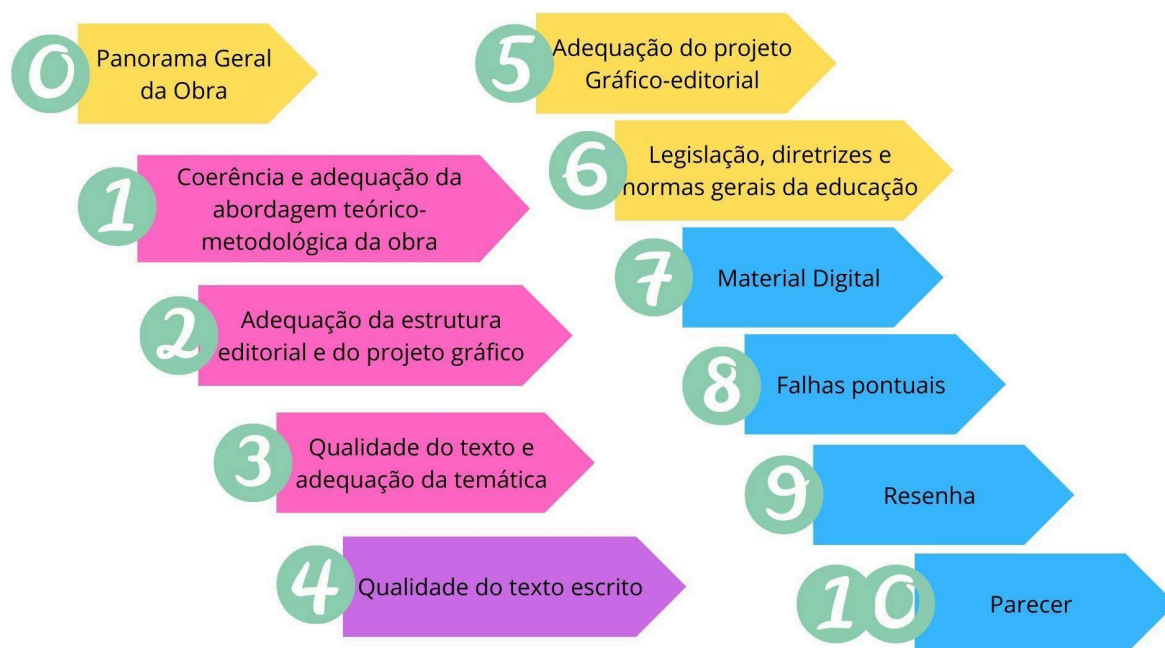 0
Panorama Geral
da Obra
1
Coerência e adequação da
abordagem teórico-
metodológica da obra
2
Adequação da estrutura
editorial e do projeto gráfico
3
Qualidade do texto e
adequação da temática
4
Qualidade do texto escrito
5
Adequação do projeto
Gráfico-editorial
6
Legislação, diretrizes e
normas gerais da educação
7
Material Digital
8
Falhas pontuais
9
Resenha
10
Parecer